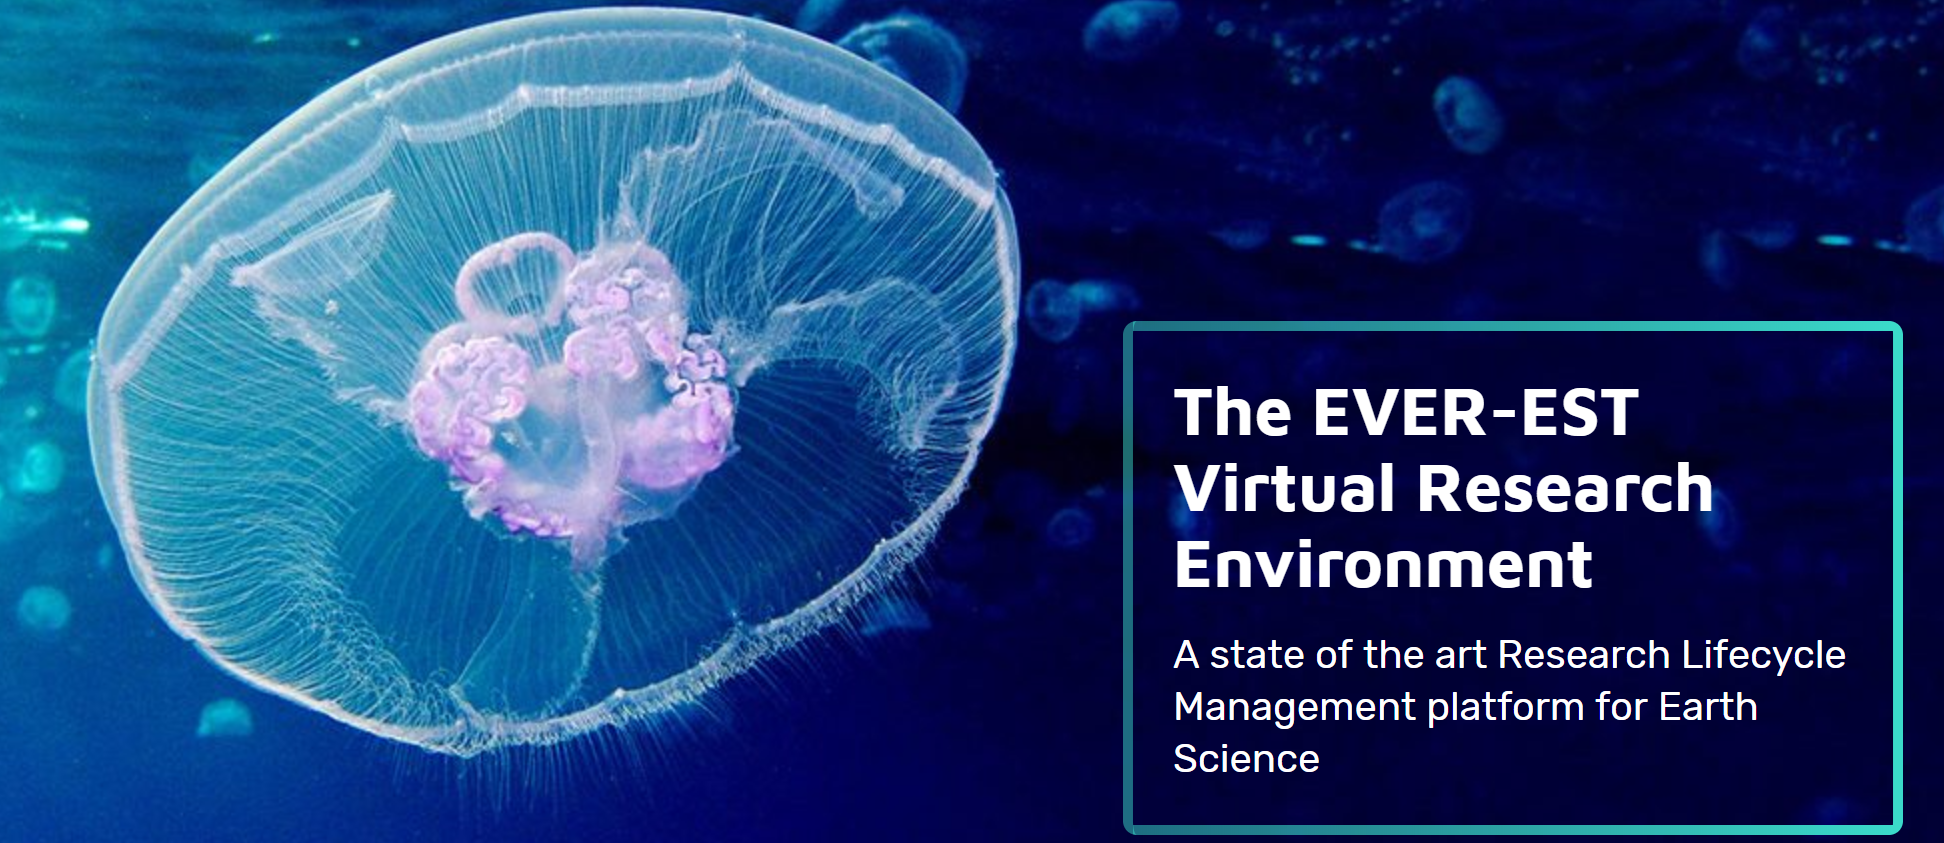 The EVER-EST
Virtual Research
Environment
A state of the art Research Lifecycle
Management platform for Earth
Science